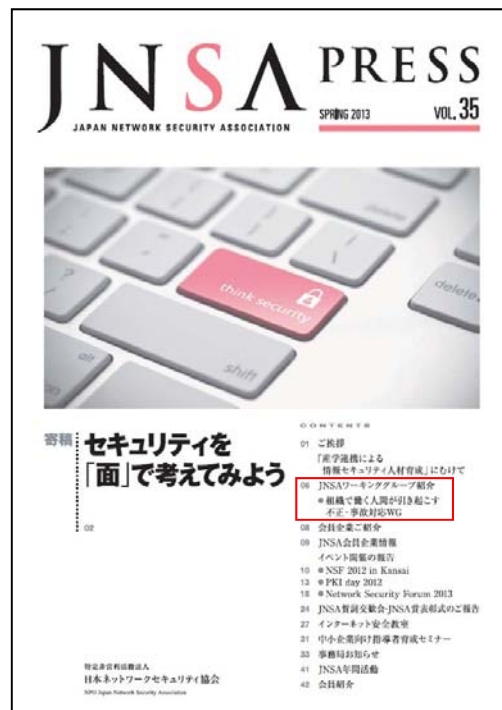 JNSA PRESS
JAPAN NETWORK SECURITY ASSOCIATION
SPRING 2013
VOL.35
think security
delete
alt
shift
寄稿
セキュリティを
「面」で考えてみよう
02
CONTENTS
01 ご挨拶
「産学連携による
情報セキュリティ人材育成」にむけて
06 JNSAワーキンググループ紹介
●組織で働く人間が引き起こす
不正・事故対応WG
08 会員企業ご紹介
09 JNSA会員企業情報
イベント開催の報告
10 ●NSF 2012 in Kansai
13 ●PKI day 2012
18 ●Network Security Forum 2013
24 JNSA賀詞交歓会・JNSA賞表彰式のご報告
27 インターネット安全教室
31 中小企業向け指導者育成セミナー
33 事務局お知らせ
41 JNSA年間活動
42 会員紹介
特定非営利活動法人
日本ネットワークセキュリティ協会
NPO Japan Network Security Association